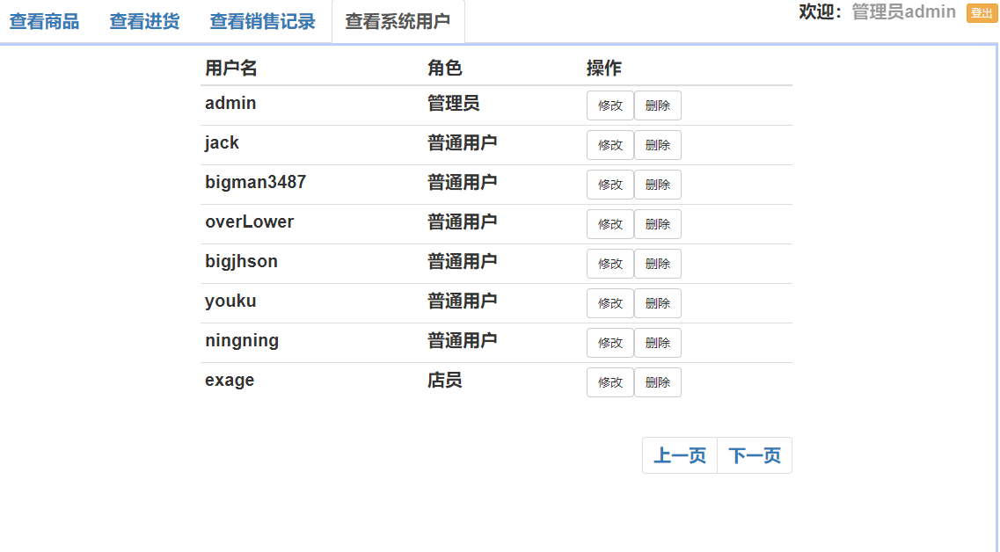 查看商品 查看进货 查看销售记录 查看系统用户 欢迎：管理员admin 登出
用户名 角色 操作
admin 管理员 修改 删除
jack 普通用户 修改 删除
bigman3487 普通用户 修改 删除
overLower 普通用户 修改 删除
bigjhson 普通用户 修改 删除
youku 普通用户 修改 删除
ningning 普通用户 修改 删除
exage 店员 修改 删除
上一页 下一页